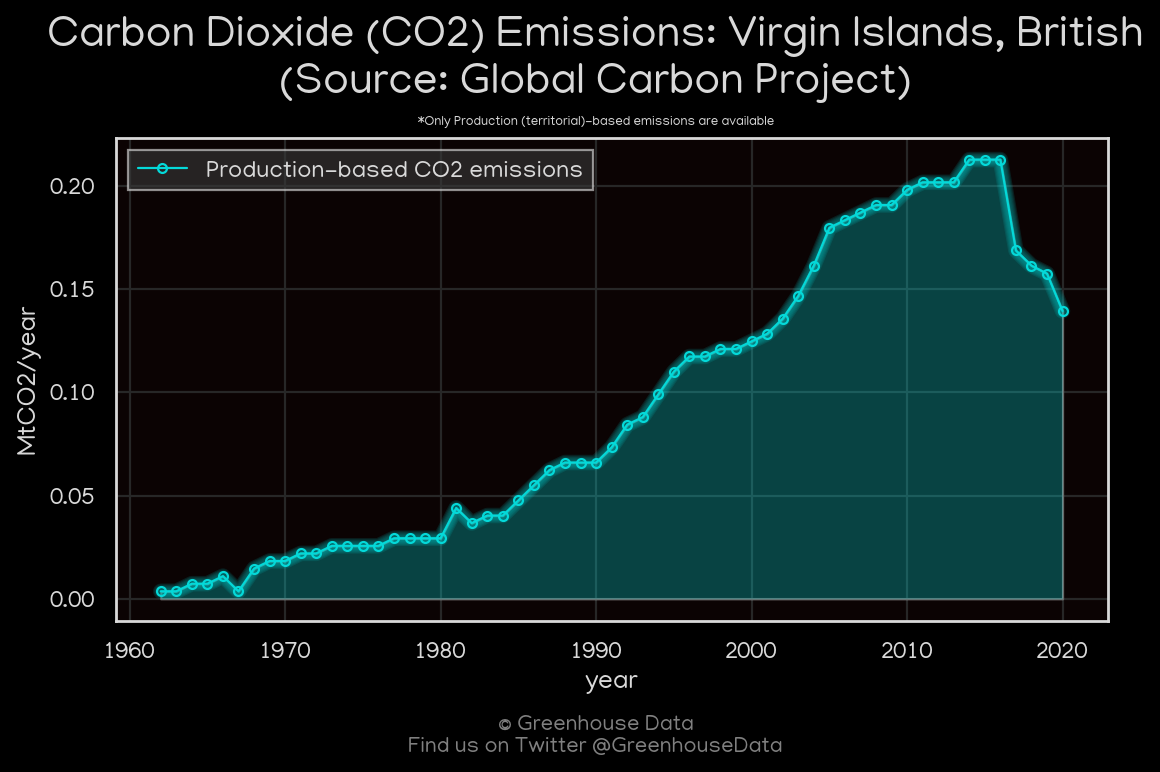 Carbon Dioxide (CO2) Emissions: Virgin Islands, British
(Source: Global Carbon Project)
*Only Production (territorial)-based emissions are available
Production-based CO2 emissions
MtCO2/year
0.20
0.15
0.10
0.05
0.00
1960 1970 1980 1990 2000 2010 2020
year
© Greenhouse Data
Find us on Twitter @GreenhouseData